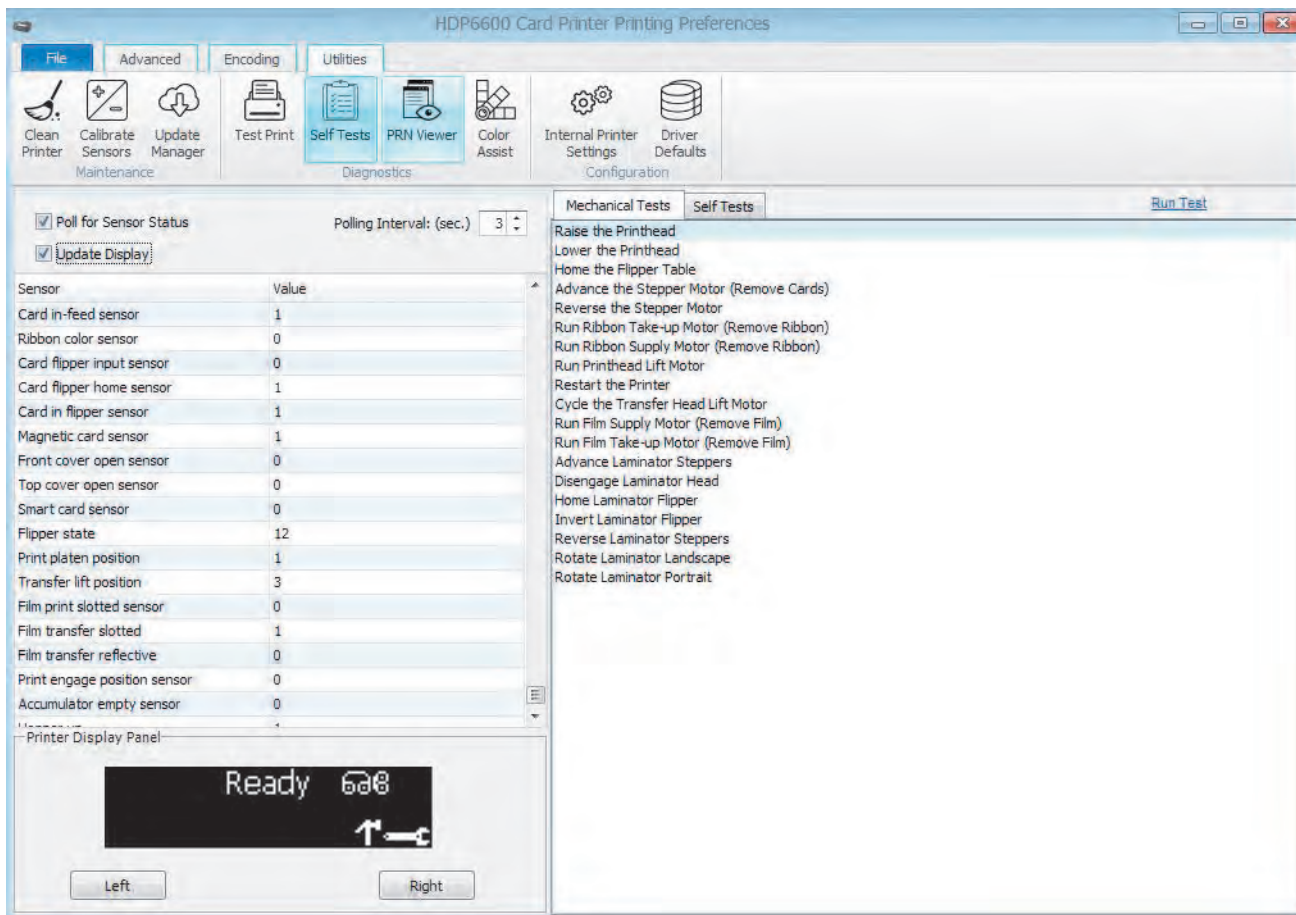 HDP6600 Card Printer Printing Preferences
File Advanced Encoding Utilities
Clean Printer
Calibrate Sensors
Update Manager
Test Print
Self Tests
PRN Viewer
Color Assist
Internal Printer Settings
Driver Defaults
Maintenance
Diagnostics
Configuration
Poll for Sensor Status
Polling Interval: (sec.) 3
Update Display
Sensor Value
Card in-feed sensor 1
Ribbon color sensor 0
Card flipper input sensor 0
Card flipper home sensor 1
Card in flipper sensor 1
Magnetic card sensor 1
Front cover open sensor 0
Top cover open sensor 0
Smart card sensor 0
Flipper state 12
Print platen position 1
Transfer lift position 3
Film print slotted sensor 0
Film transfer slotted 1
Film transfer reflective 0
Print engage position sensor 0
Accumulator empty sensor 0
Printer Display Panel
Ready
Left Right
Mechanical Tests Self Tests Run Test
Raise the Printhead
Lower the Printhead
Home the Flipper Table
Advance the Stepper Motor (Remove Cards)
Reverse the Stepper Motor
Run Ribbon Take-up Motor (Remove Ribbon)
Run Ribbon Supply Motor (Remove Ribbon)
Run Printhead Lift Motor
Restart the Printer
Cycle the Transfer Head Lift Motor
Run Film Supply Motor (Remove Film)
Run Film Take-up Motor (Remove Film)
Advance Laminator Steppers
Disengage Laminator Head
Home Laminator Flipper
Invert Laminator Flipper
Reverse Laminator Steppers
Rotate Laminator Landscape
Rotate Laminator Portrait